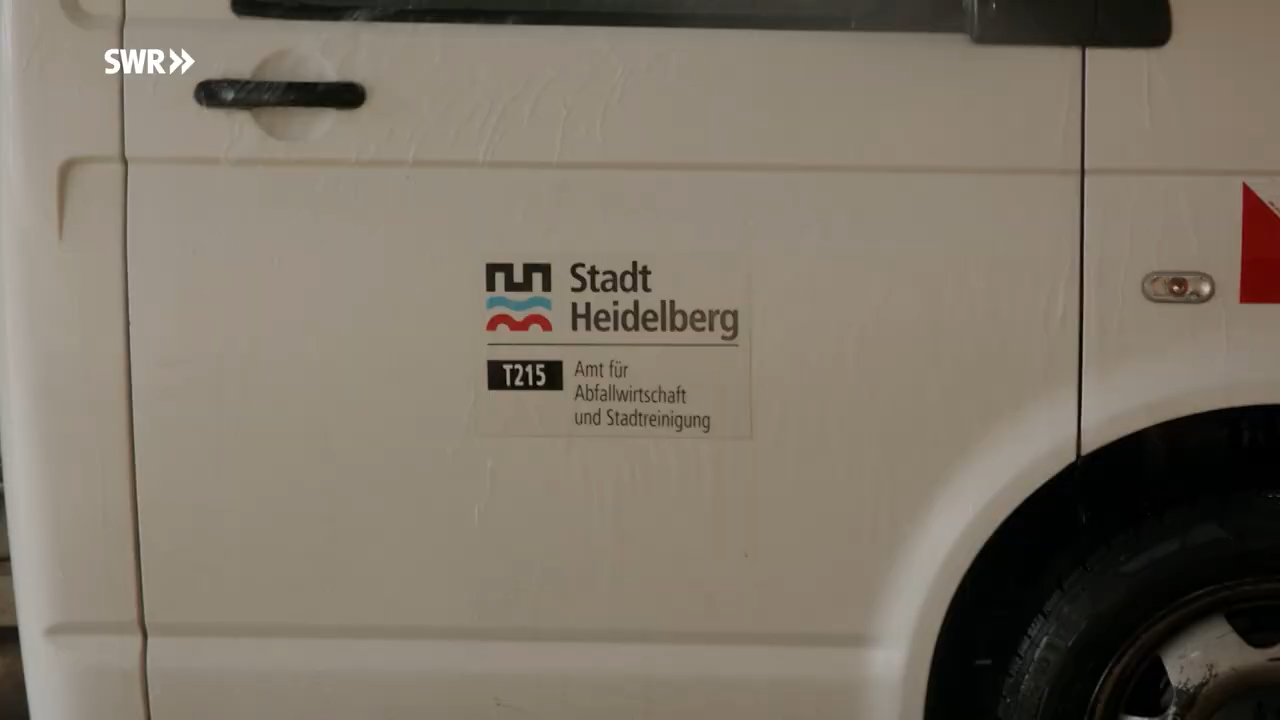 SWR
Stadt
Heidelberg
T215
Amt für
Abfallwirtschaft
und Stadtreinigung